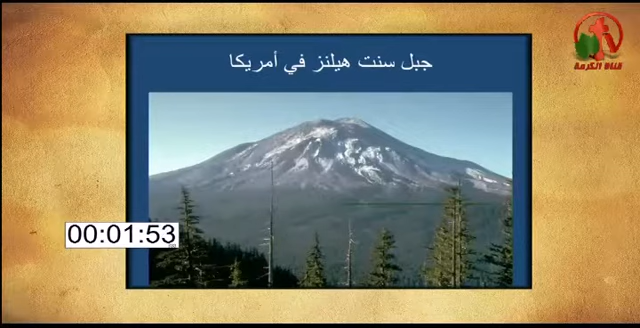 جبل سنت هيلنز في أمريكا
قناة الكرمة
00:01:53